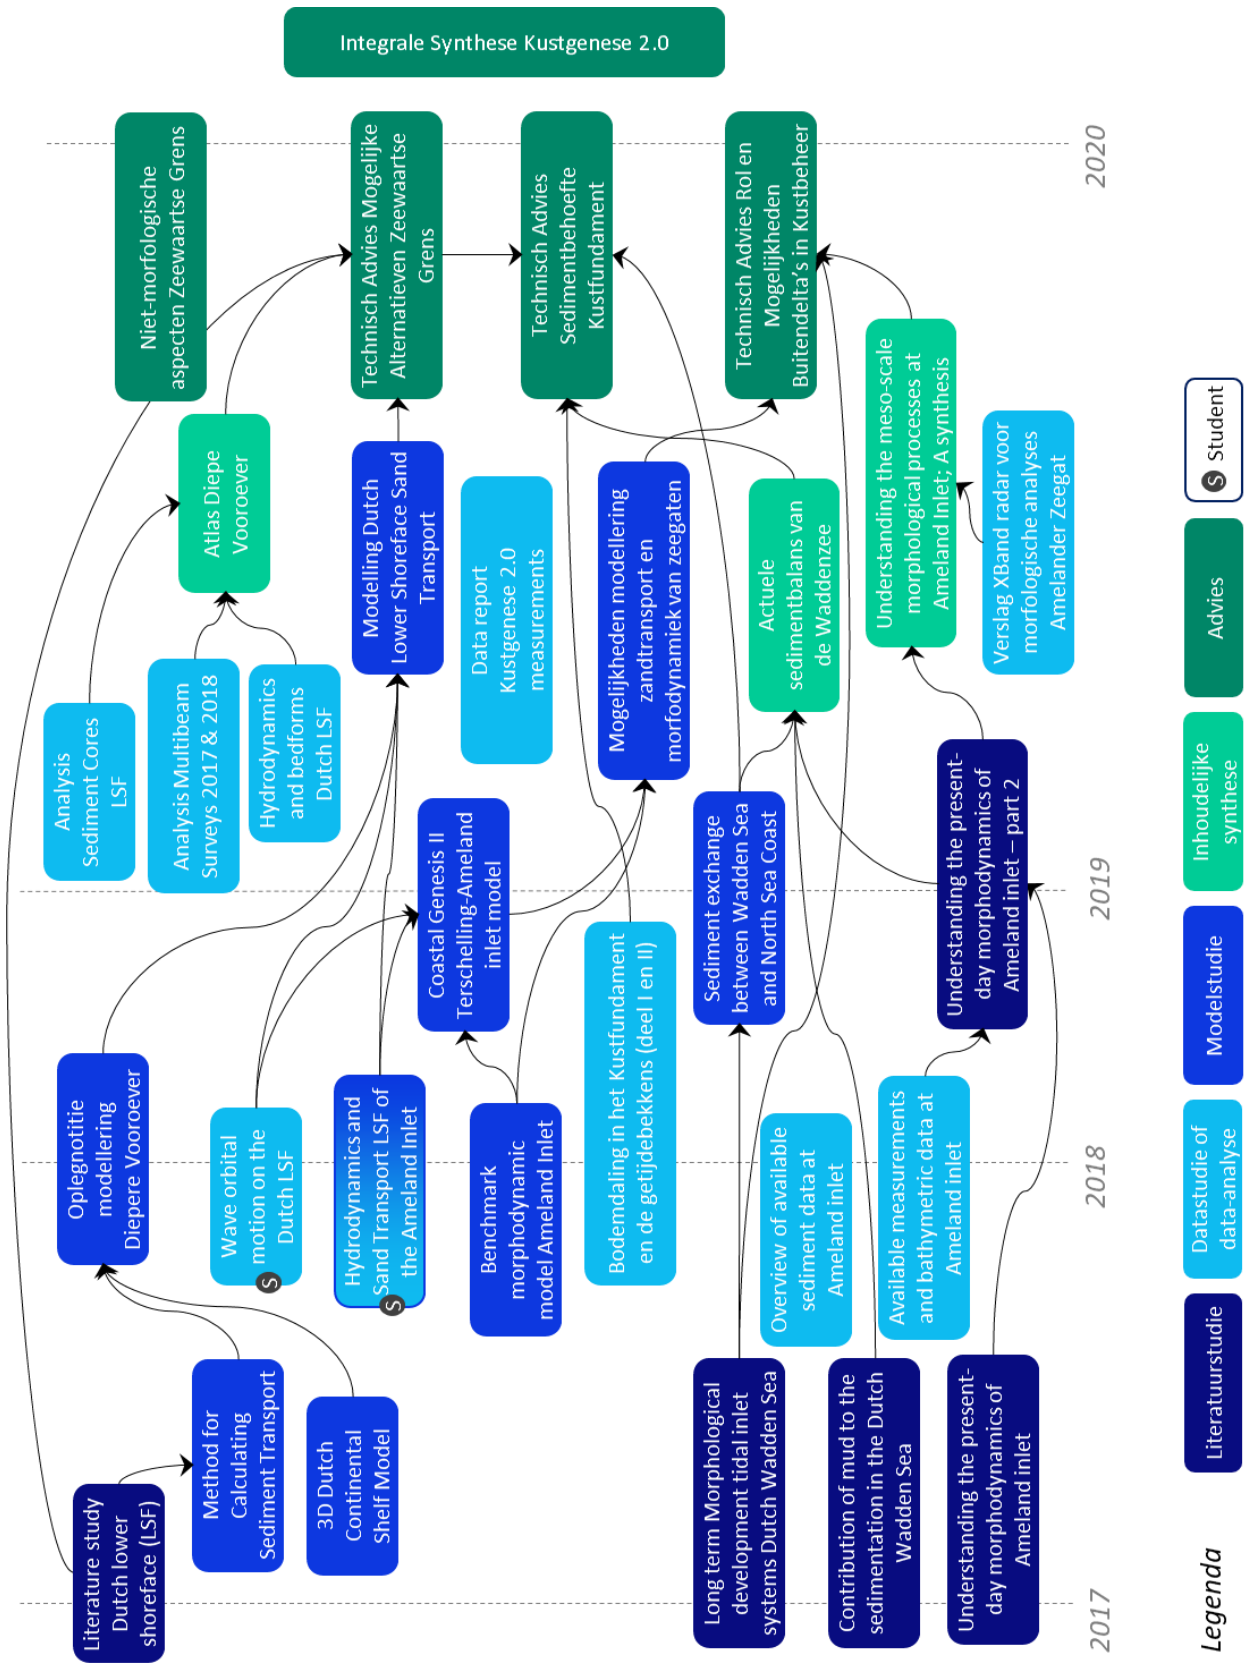 Integrale Synthese Kustgenese 2.0
Niet-morfologische
aspecten Zeewaartse Grens
Technisch Advies Mogelijke
Alternatieven Zeewaartse
Grens
Technisch Advies
Sedimentbehoefte
Kustfundament
Technisch Advies Rol en
Mogelijkheden
Buitendelta's in Kustbeheer
2020
Atlas Diepe
Vooroever
Modelling Dutch
Lower Shoreface Sand
Transport
Data report
Kustgenese 2.0
measurements
Mogelijkheden modellering
zandtransport en
morfodynamiek van zeegaten
Actuele
sedimentbalans van
de Waddenzee
Understanding the meso-scale
morphological processes at
Ameland Inlet; A synthesis
Verslag XBand radar voor
morfologische analyses
Amelander Zeegat
Analysis
Sediment Cores
LSF
Analysis Multibeam
Surveys 2017 & 2018
Hydrodynamics
and bedforms
Dutch LSF
Coastal Genesis II
Terschelling-Ameland
inlet model
Sediment exchange
between Wadden Sea
and North Sea Coast
Understanding the present-
day morphodynamics of
Ameland inlet – part 2
2019
Oplegnotitie
modellering
Diepere Vooroever
Wave orbital
motion on the
Dutch LSF
S
Hydrodynamics and
Sand Transport LSF of
the Ameland Inlet
S
Benchmark
morphodynamic
model Ameland Inlet
Bodemdaling in het Kustfundament
en de getijdebekkens (deel I en II)
Overview of available
sediment data at
Ameland inlet
Available measurements
and bathymetric data at
Ameland inlet
2018
Literature study
Dutch lower
shoreface (LSF)
Method for
Calculating
Sediment Transport
3D Dutch
Continental
Shelf Model
Long term Morphological
development tidal inlet
systems Dutch Wadden Sea
Contribution of mud to the
sedimentation in the Dutch
Wadden Sea
Understanding the present-
day morphodynamics of
Ameland inlet
2017
Legenda
Literatuurstudie
Datastudie of
data-analyse
Modelstudie
Inhoudelijke
synthese
Advies
S Student